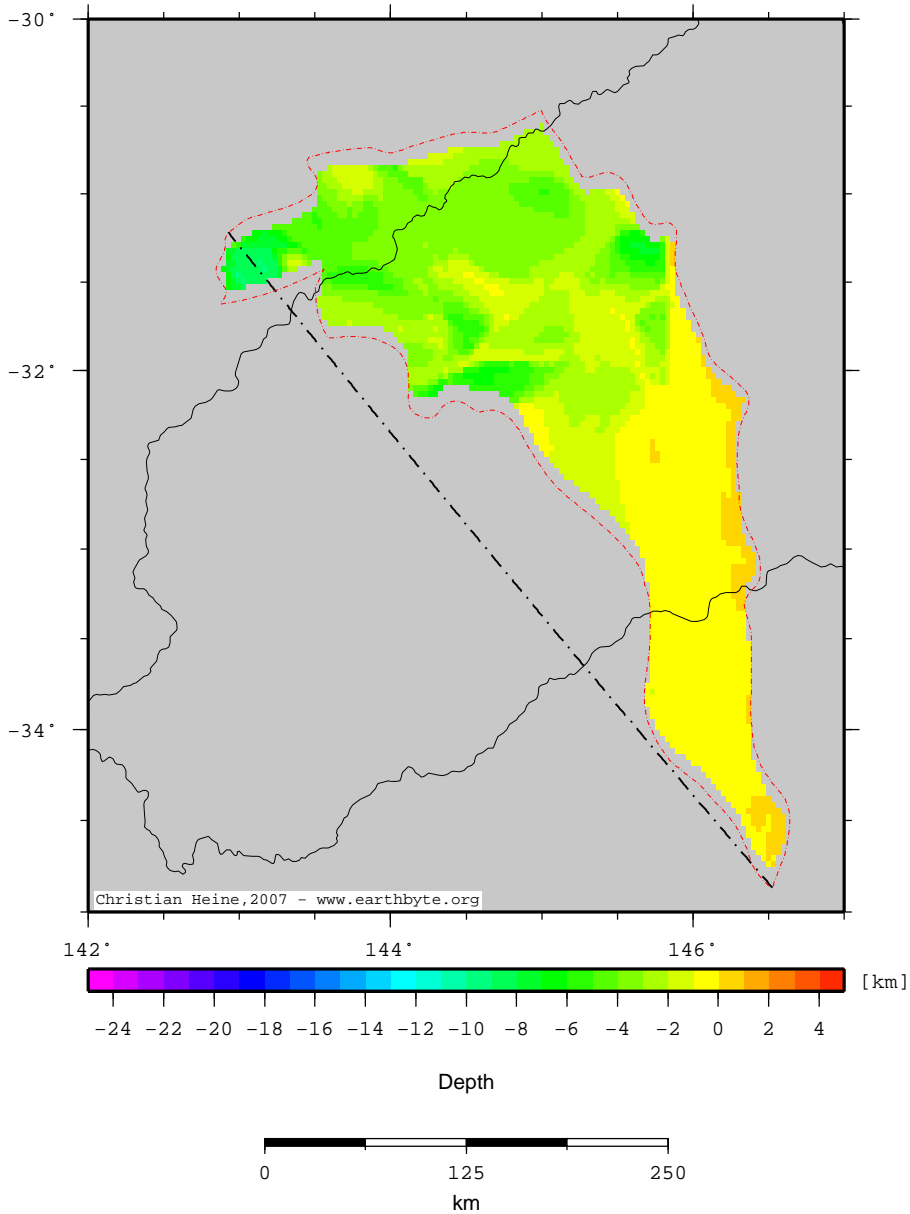 −30°
−32°
−34°
Christian Heine,2007 − www.earthbyte.org
142° 144° 146°
[km]
−24 −22 −20 −18 −16 −14 −12 −10 −8 −6 −4 −2 0 2 4
Depth
0 125 250
km